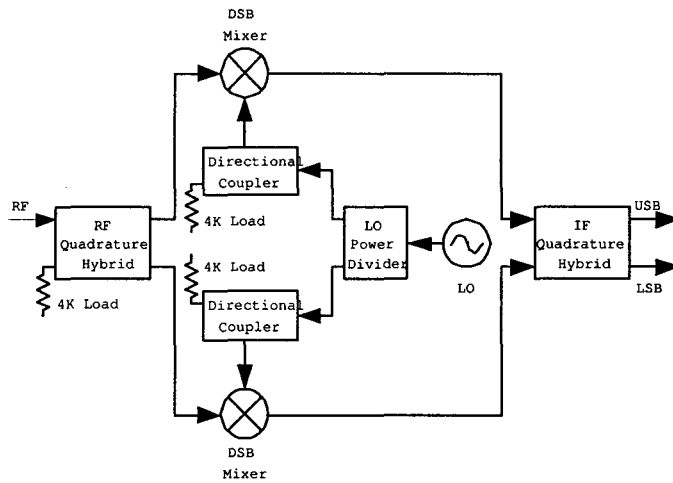 DSB
Mixer
Directional
Coupler
RF
4K Load
USB
RF
Quadrature
Hybrid
LO
Power
Divider
IF
Quadrature
Hybrid
4K Load
LO
LSB
4K Load
Directional
Coupler
DSB
Mixer